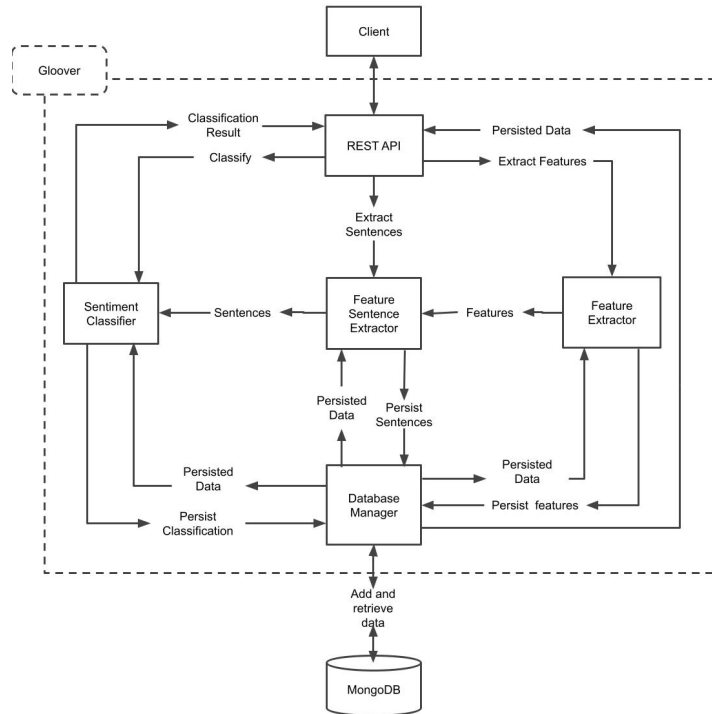 Client
Gloover
Classification
Result
Persisted Data
REST API
Classify
Extract Features
Extract
Sentences
Sentiment
Classifier
Sentences
Feature
Sentence
Extractor
Features
Feature
Extractor
Persisted
Data
Persist
Sentences
Persisted
Data
Persisted
Data
Database
Manager
Persist features
Persist
Classification
Add and
retrieve
data
MongoDB